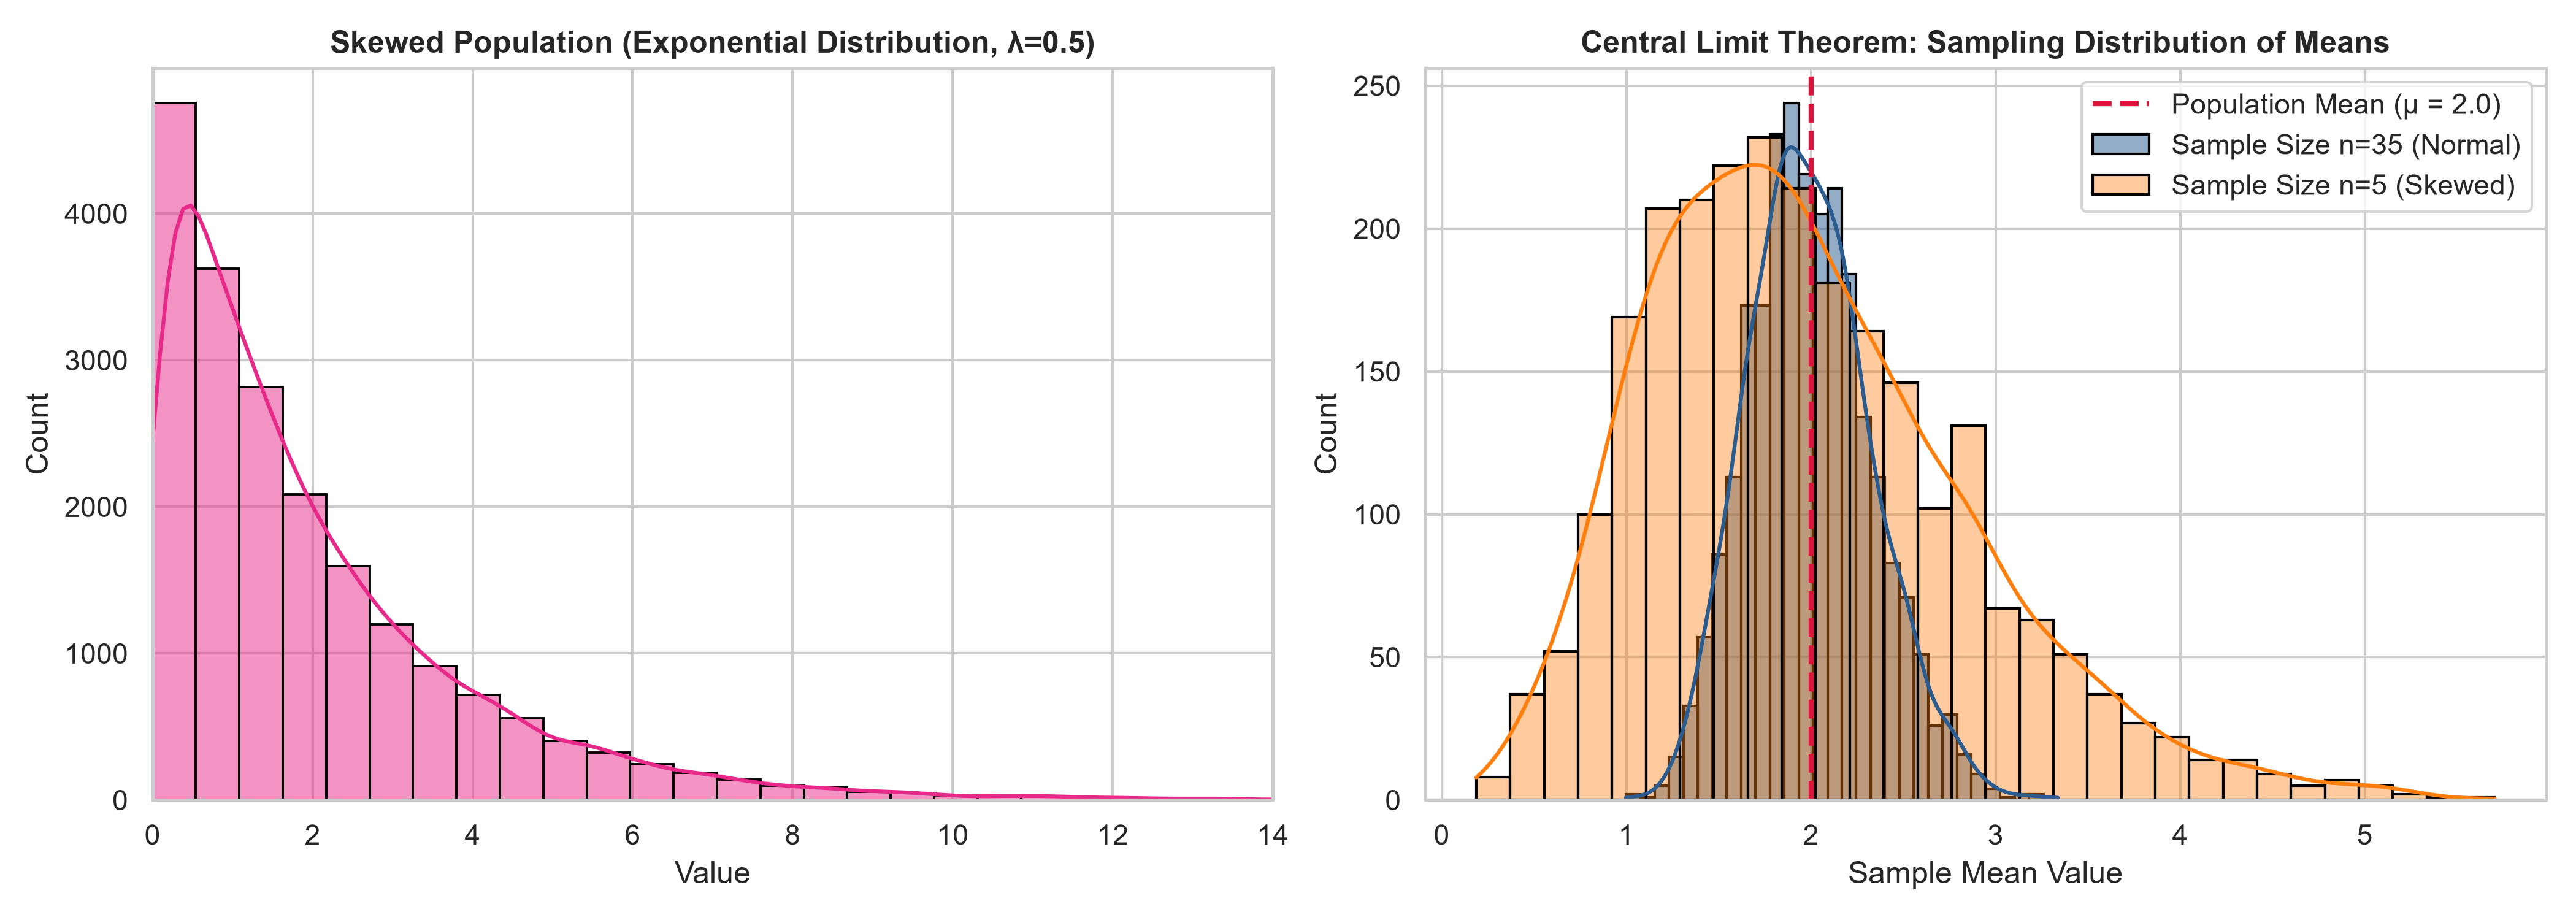 Skewed Population (Exponential Distribution, λ=0.5)
Count
4000
3000
2000
1000
0
0 2 4 6 8 10 12 14
Value
Central Limit Theorem: Sampling Distribution of Means
Population Mean (μ = 2.0)
Sample Size n=35 (Normal)
Sample Size n=5 (Skewed)
Count
250
200
150
100
50
0
0 1 2 3 4 5
Sample Mean Value